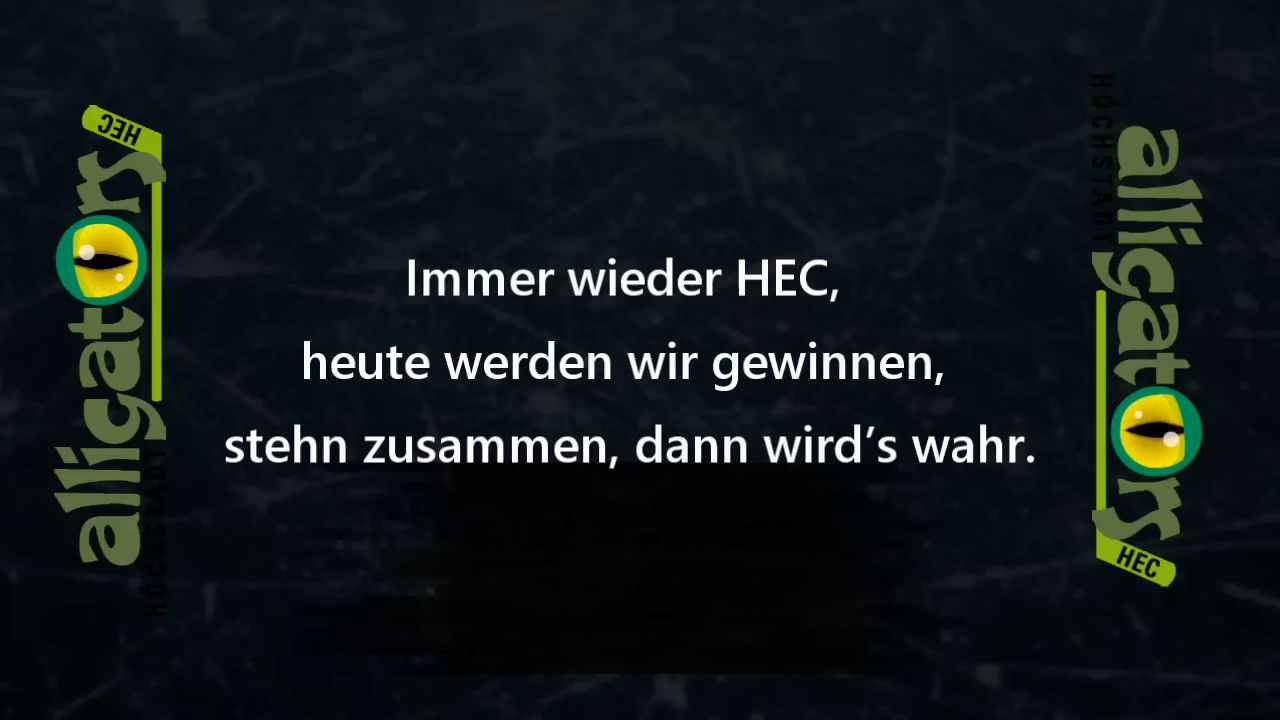 HEC
alligators
HÖCHSTADT
Immer wieder HEC,
heute werden wir gewinnen,
stehn zusammen, dann wird’s wahr.
HÖCHSTADT
alligators
HEC